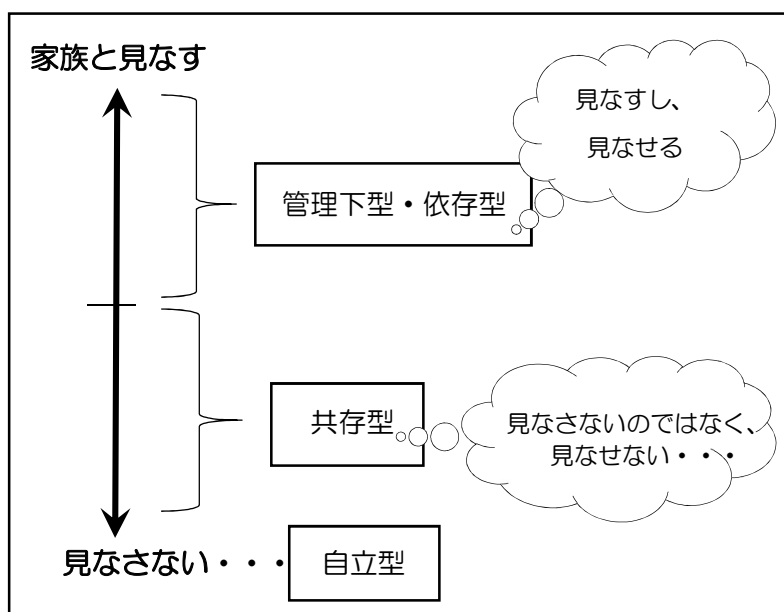 家族と見なす
見なすし、
見なせる
管理下型・依存型
共存型
見なさないのではなく、
見なせない・・・
見なさない・・・
自立型